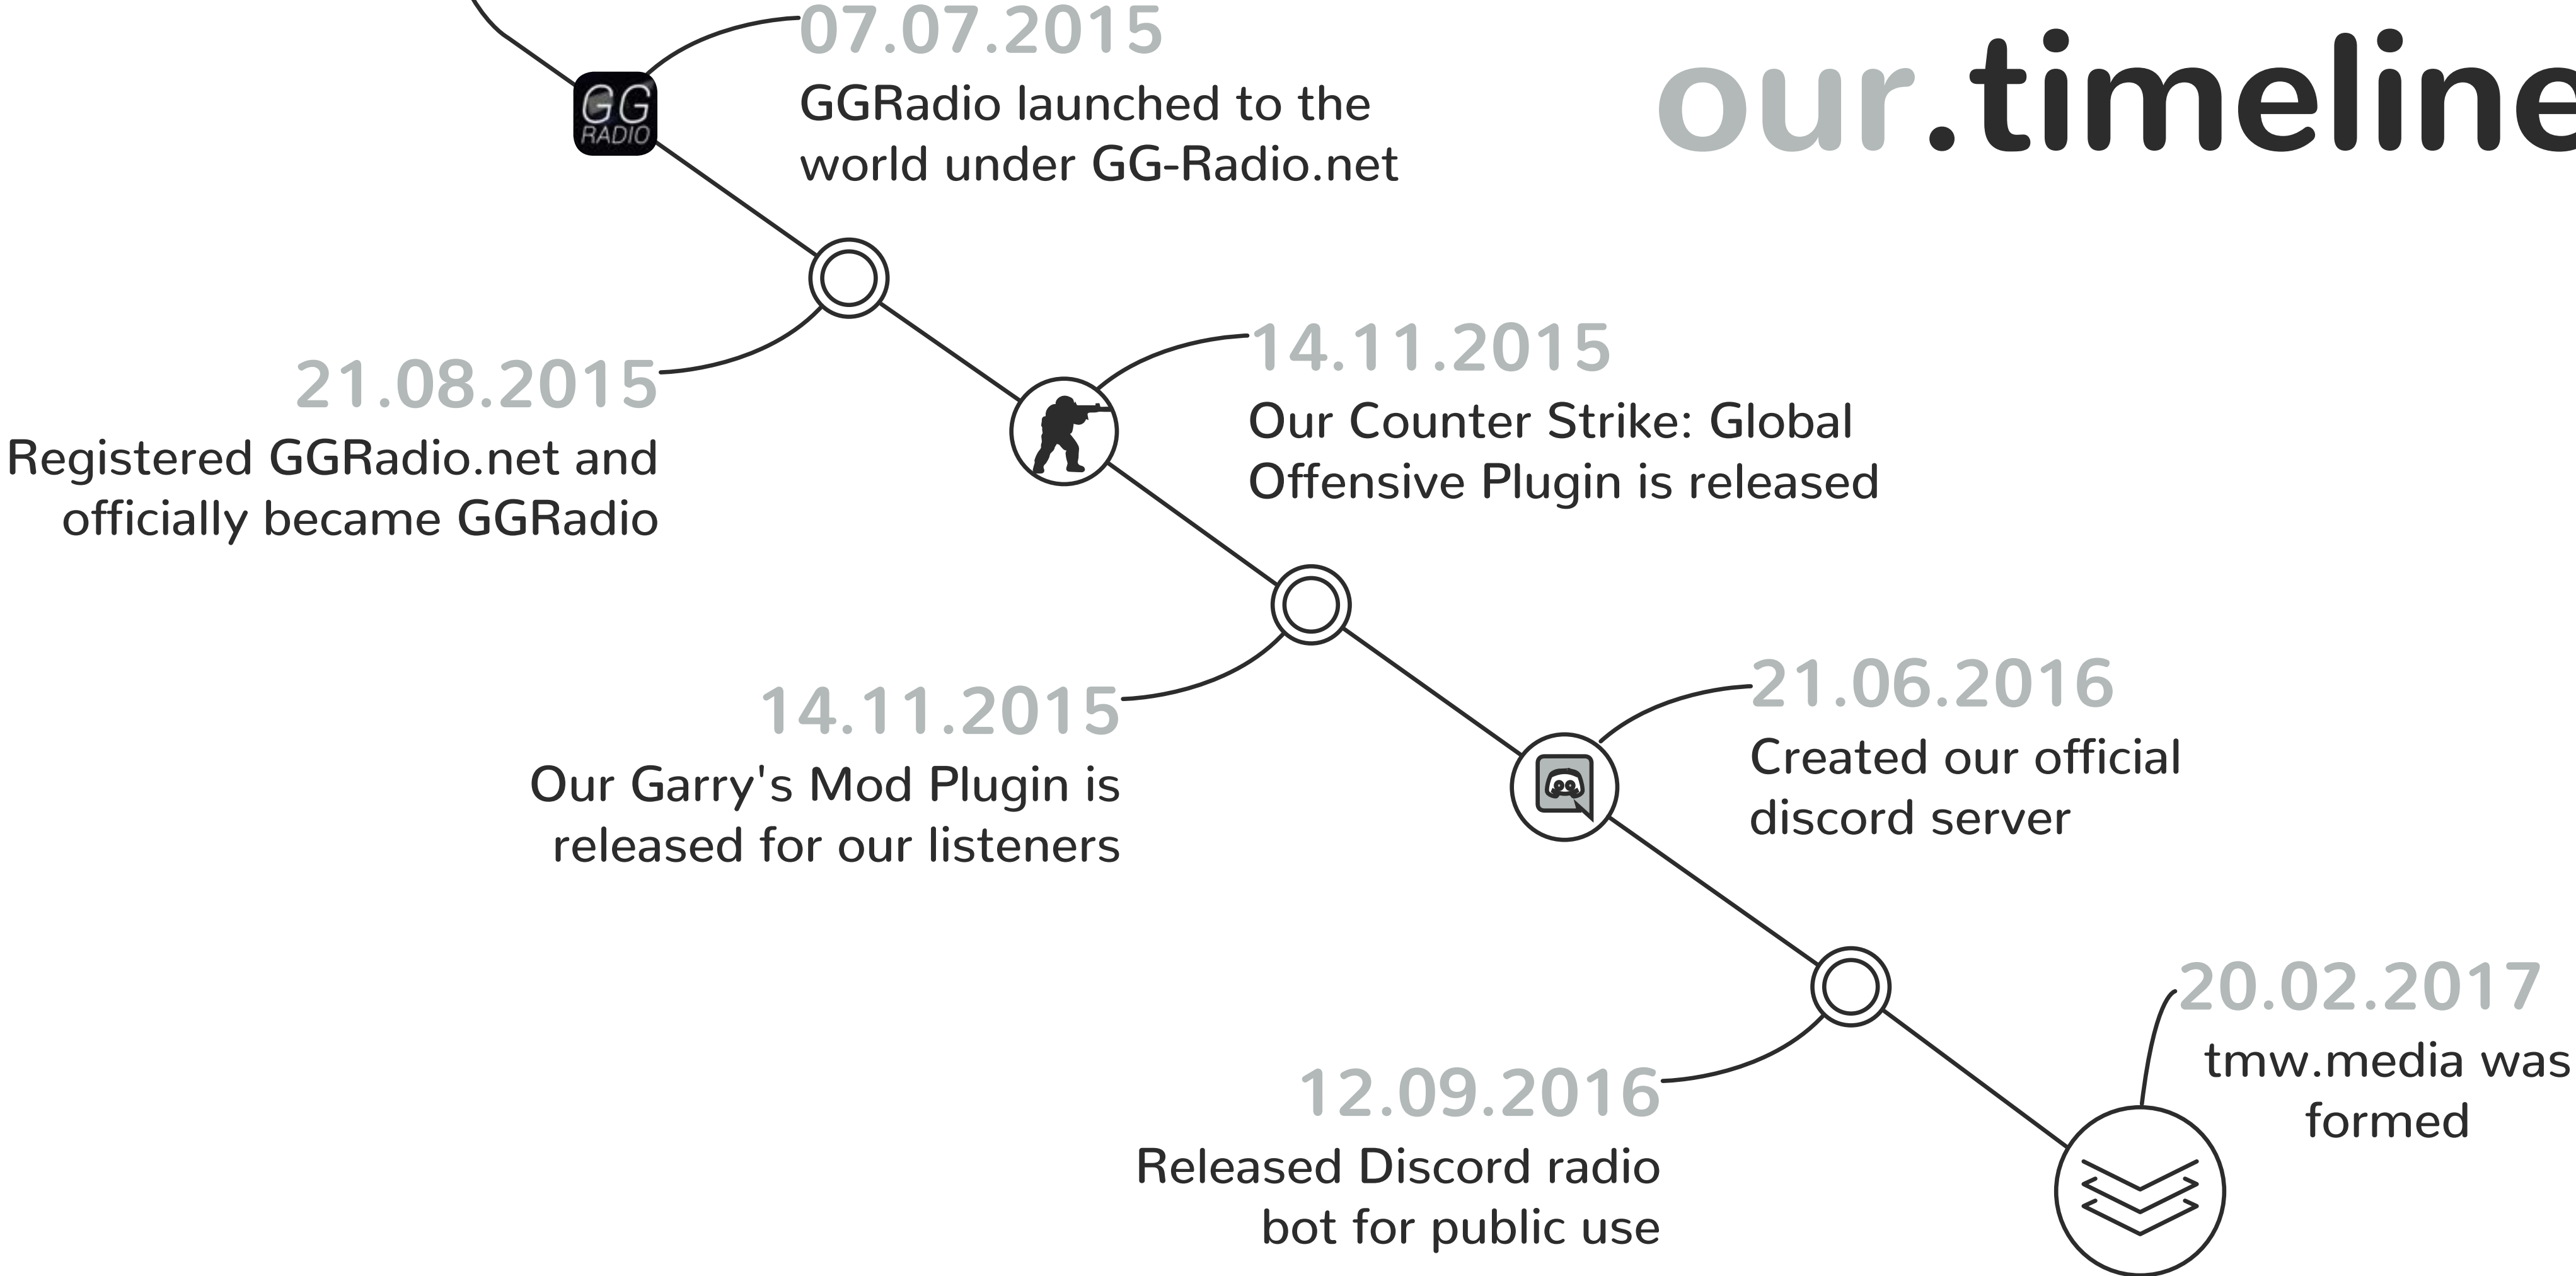 our.timeline
07.07.2015
GGRadio launched to the
world under GG-Radio.net
GG
RADIO
21.08.2015
Registered GGRadio.net and
officially became GGRadio
14.11.2015
Our Counter Strike: Global
Offensive Plugin is released
14.11.2015
Our Garry's Mod Plugin is
released for our listeners
21.06.2016
Created our official
discord server
12.09.2016
Released Discord radio
bot for public use
20.02.2017
tmw.media was
formed